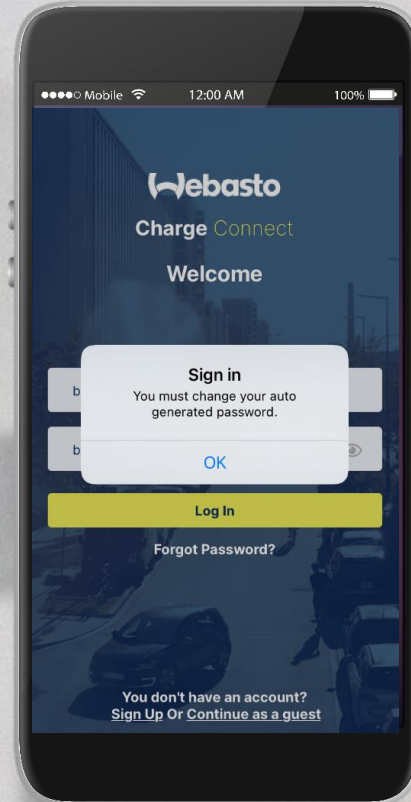 Mobile 12:00 AM 100%
Webasto
Charge Connect
Welcome
Sign in
You must change your auto
generated password.
b
b
OK
Log In
Forgot Password?
You don't have an account?
Sign Up Or Continue as a guest